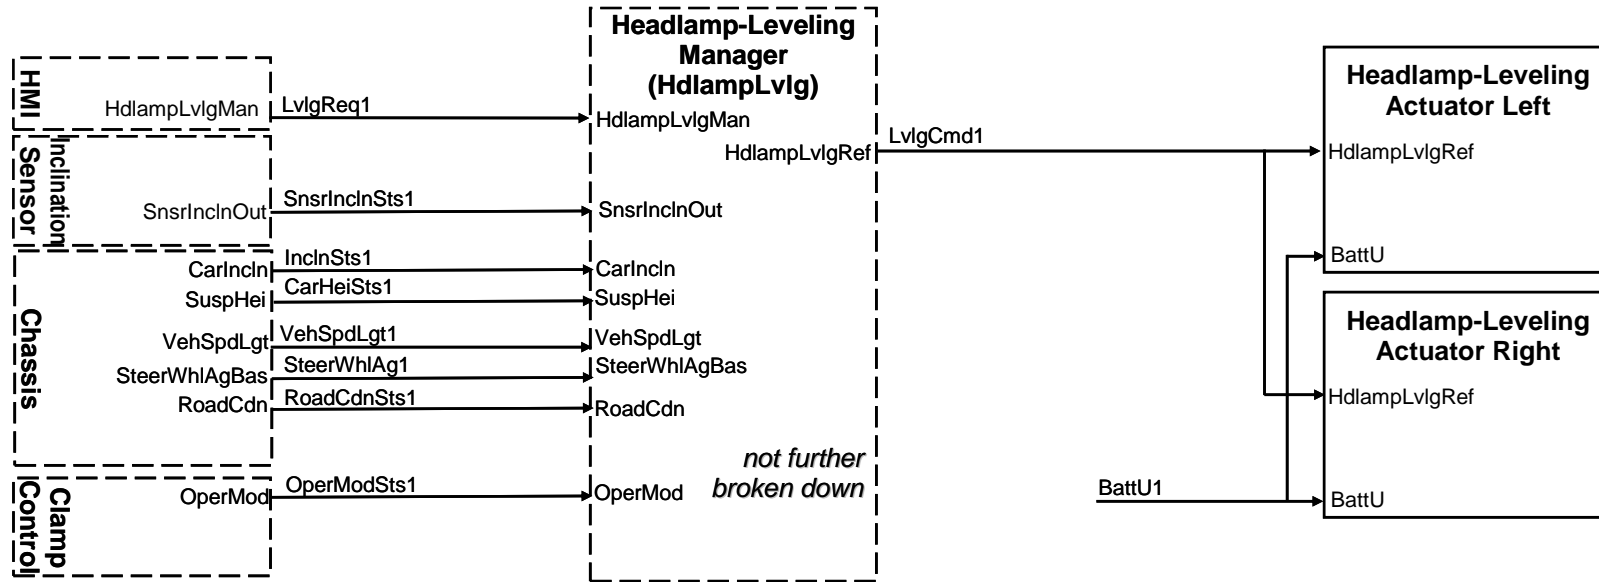 HMI
HdlampLvlgMan
LvlgReq1
Inclination
Sensor
SnsrInclnOut
SnsrInclnSts1
Chassis
CarIncln
InclnSts1
SuspHei
CarHeiSts1
VehSpdLgt
VehSpdLgt1
SteerWhlAgBas
SteerWhlAg1
RoadCdn
RoadCdnSts1
Clamp
Control
OperMod
OperModSts1
Headlamp-Leveling
Manager
(HdlampLvlg)
HdlampLvlgMan
HdlampLvlgRef
SnsrInclnOut
CarIncln
SuspHei
VehSpdLgt
SteerWhlAgBas
RoadCdn
not further
broken down
OperMod
LvlgCmd1
BattU1
Headlamp-Leveling
Actuator Left
HdlampLvlgRef
BattU
Headlamp-Leveling
Actuator Right
HdlampLvlgRef
BattU